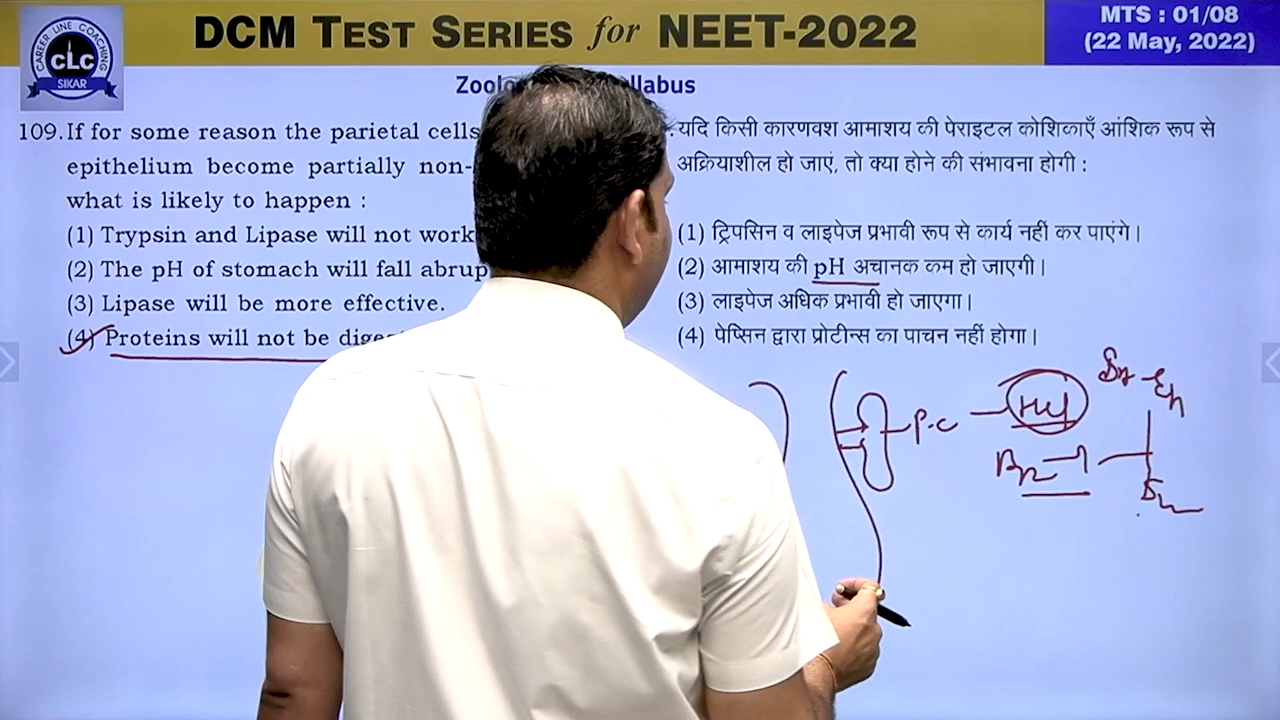 DCM TEST SERIES for NEET-2022
MTS : 01/08
(22 May, 2022)
CAREER LINE COACHING
CLC
SIKAR
109. If for some reason the parietal cells
epithelium become partially non-
what is likely to happen :
(1) Trypsin and Lipase will not work
(2) The pH of stomach will fall
(3) Lipase will be more effective.
(4) Proteins will not be
यदि किसी कारणवश आमाशय की पेराइटल कोशिकाएँ आंशिक रूप से
अक्रियाशील हो जाएं, तो क्या होने की संभावना होगी :
(1) ट्रिपसिन व लाइपेज प्रभावी रूप से कार्य नहीं कर पाएंगे।
(2) आमाशय की pH अचानक कम हो जाएगी।
(3) लाइपेज अधिक प्रभावी हो जाएगा।
(4) पेप्सिन द्वारा प्रोटीन्स का पाचन नहीं होगा।
P.C
HCl